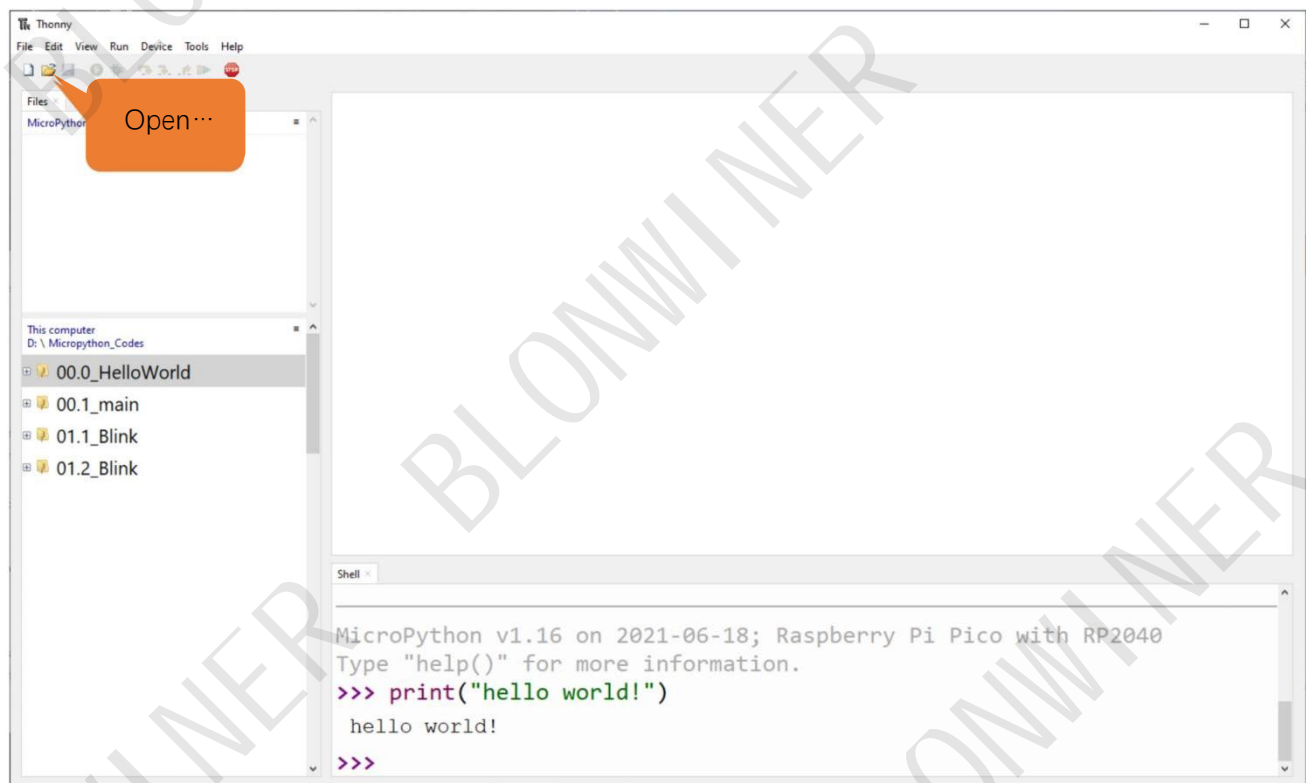 Thonny
File Edit View Run Device Tools Help
Open…
Files
MicroPython
This computer
D: \ Micropython_Codes
00.0_HelloWorld
00.1_main
01.1_Blink
01.2_Blink
Shell
MicroPython v1.16 on 2021-06-18; Raspberry Pi Pico with RP2040
Type "help()" for more information.
>>> print("hello world!")
hello world!
>>>
BLONWINER
BLONWINER
BLONWINER